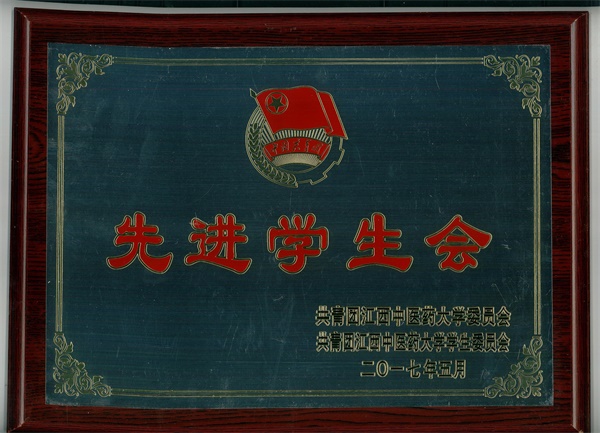 先进学生会
共青团江西中医药大学委员会
共青团江西中医药大学学生委员会
二〇一七年五月